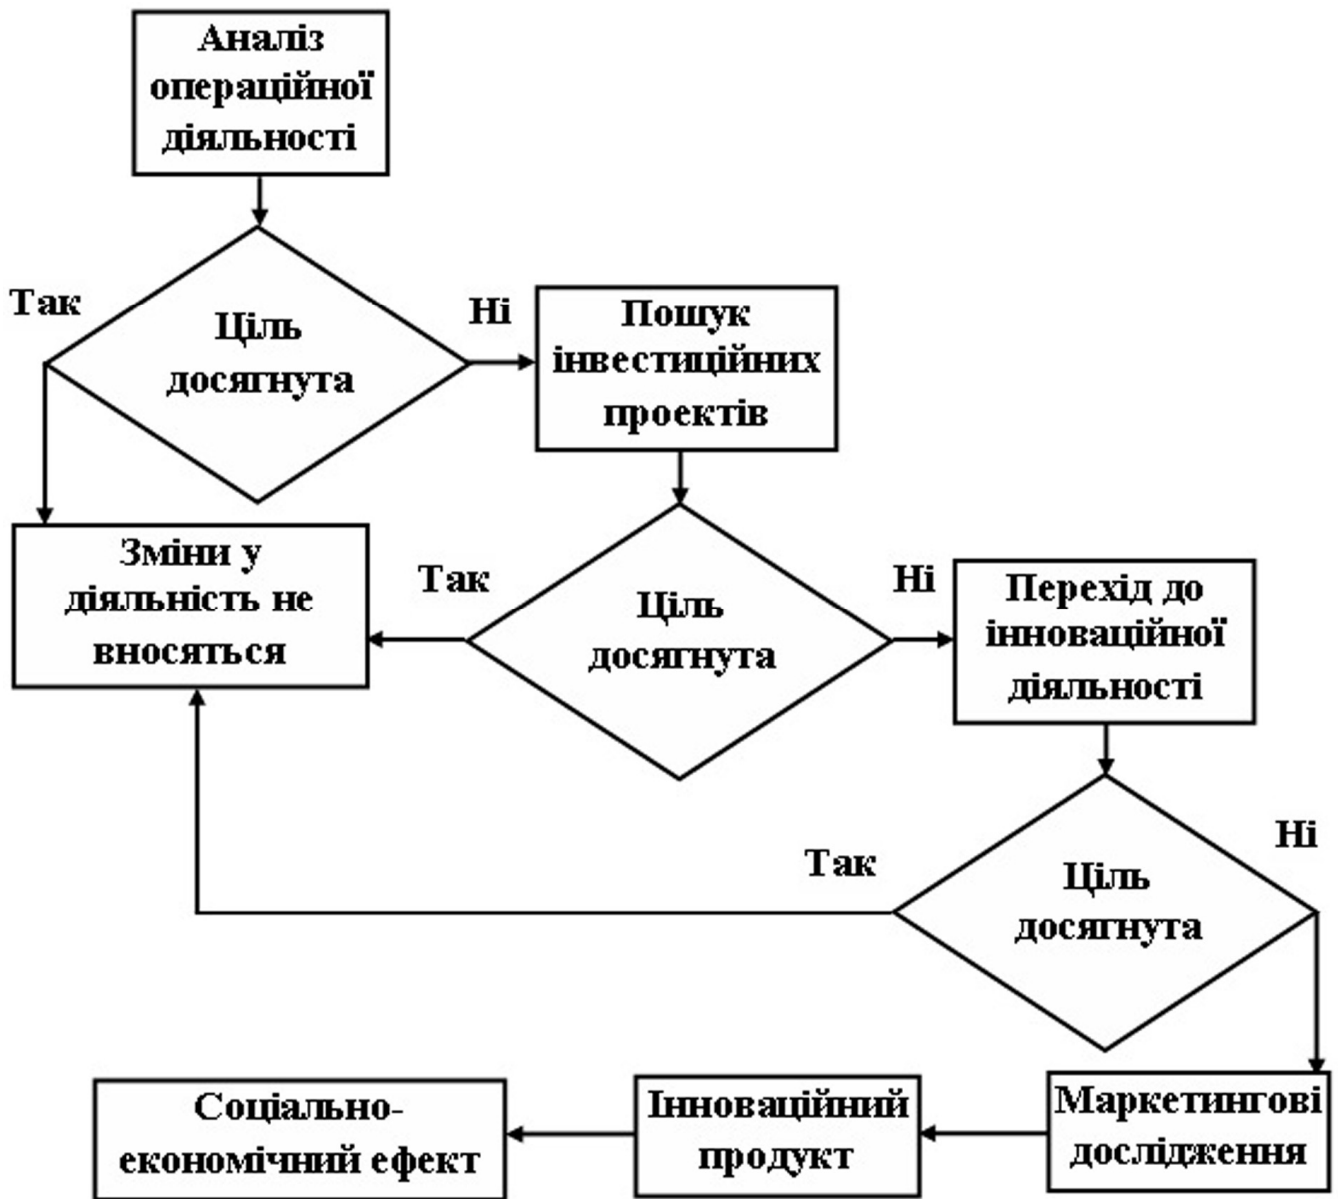 Аналіз
операційної
діяльності
Так
Ціль
досягнута
Ні
Пошук
інвестиційних
проектів
Зміни у
діяльність не
вносяться
Так
Ціль
досягнута
Ні
Перехід до
інноваційної
діяльності
Так
Ціль
досягнута
Ні
Соціально-
економічний ефект
Інноваційний
продукт
Маркетингові
дослідження